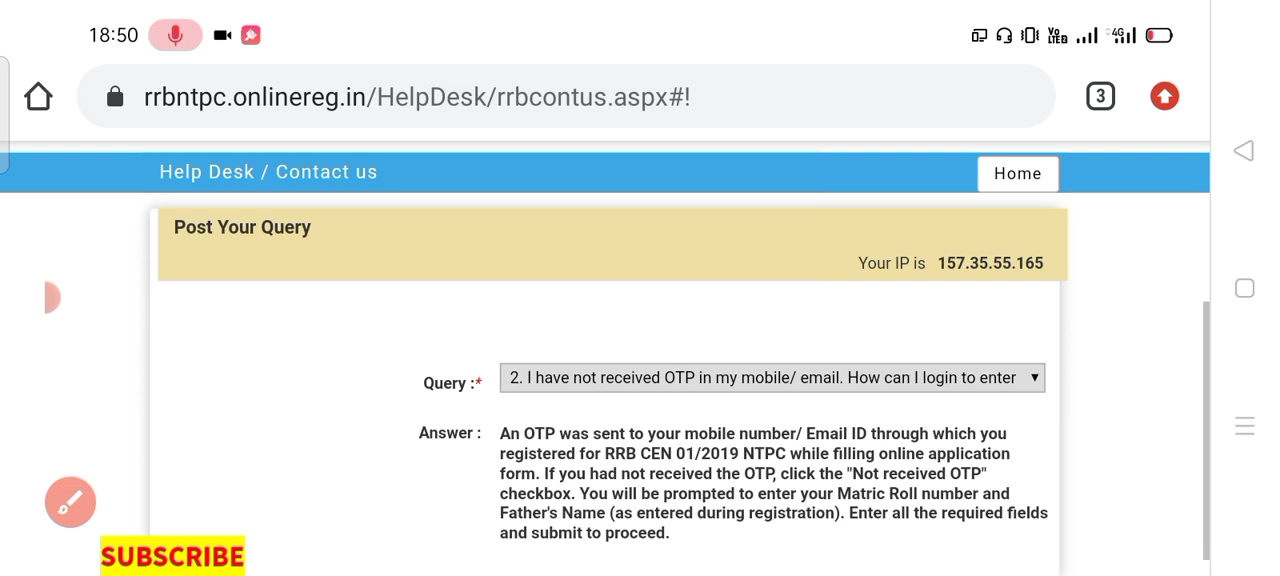 18:50
Vo LTE2 4G
rrbntpc.onlinereg.in/HelpDesk/rrbcontus.aspx#!
3
Help Desk / Contact us
Home
Post Your Query
Your IP is 157.35.55.165
Query :*
2. I have not received OTP in my mobile/ email. How can I login to enter
Answer :
An OTP was sent to your mobile number/ Email ID through which you
registered for RRB CEN 01/2019 NTPC while filling online application
form. If you had not received the OTP, click the "Not received OTP"
checkbox. You will be prompted to enter your Matric Roll number and
Father's Name (as entered during registration). Enter all the required fields
and submit to proceed.
SUBSCRIBE